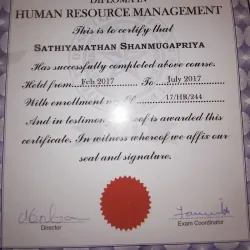 DIPLOMA IN
HUMAN RESOURCE MANAGEMENT
This is to certify that
SATHIYANATHAN SHANMUGAPRIYA
Has successfully completed above course.
Held from.....Feb 2017.....To.....July 2017.....
With enrollment no. of.....17/HR/244.....
And in testimony whereof is awarded this
certificate. In witness whereof we affix our
seal and signature.
Director
Exam Coordinator